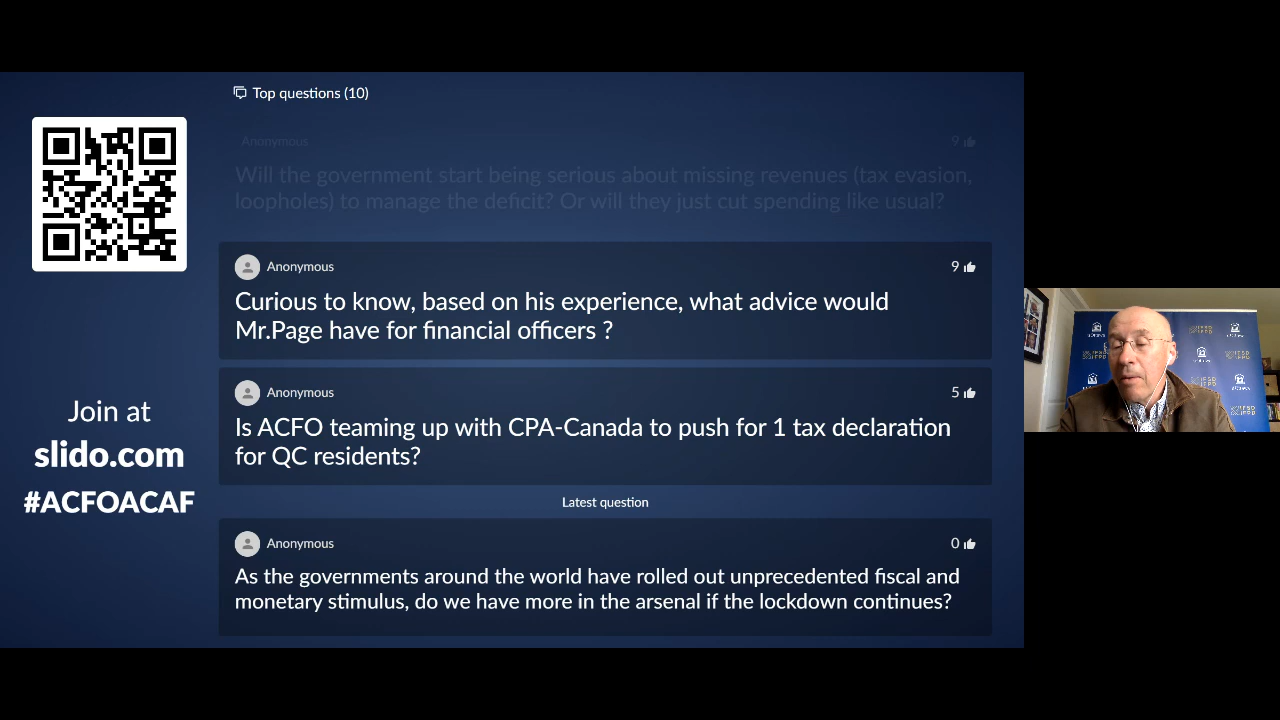 Top questions (10)
Anonymous
9
Will the government start being serious about missing revenues (tax evasion,
loopholes) to manage the deficit? Or will they just cut spending like usual?
Anonymous
9
Curious to know, based on his experience, what advice would
Mr.Page have for financial officers ?
Anonymous
5
Is ACFO teaming up with CPA-Canada to push for 1 tax declaration
for QC residents?
Latest question
Anonymous
0
As the governments around the world have rolled out unprecedented fiscal and
monetary stimulus, do we have more in the arsenal if the lockdown continues?
Join at
slido.com
#ACFOACAF